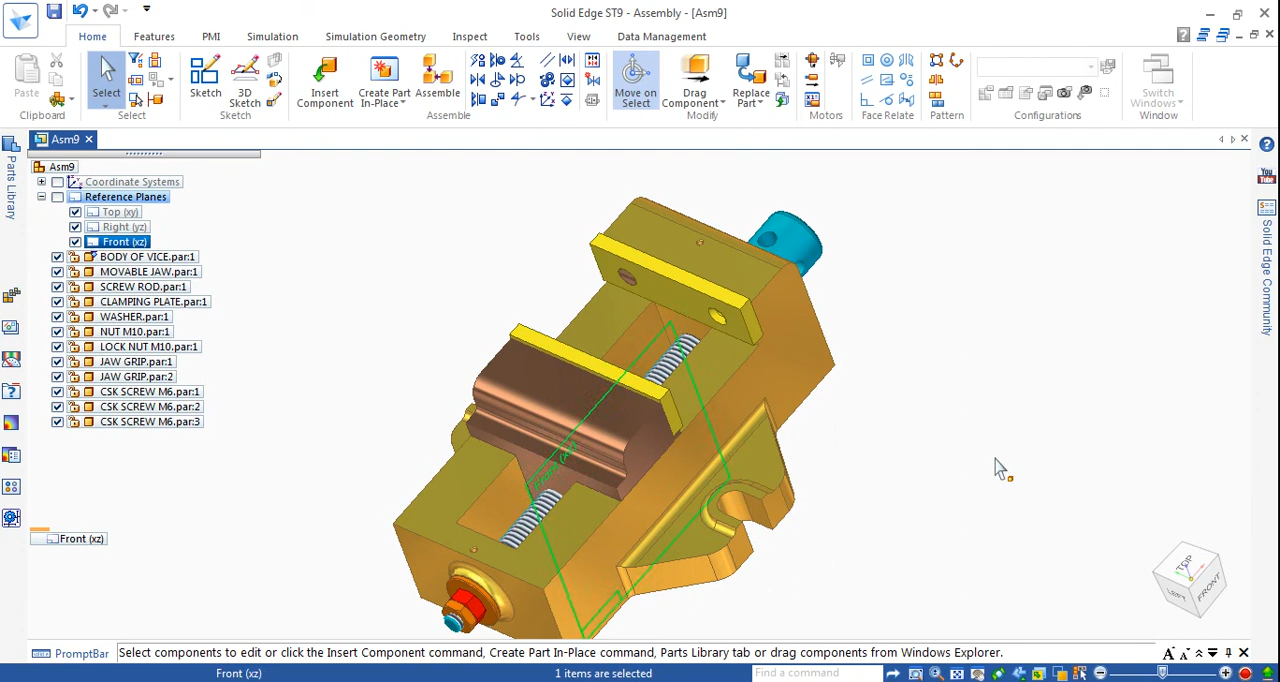 Solid Edge ST9 - Assembly - [Asm9]
Home
Features
PMI
Simulation
Simulation Geometry
Inspect
Tools
View
Data Management
Paste
Clipboard
Select
Select
Sketch
3D
Sketch
Sketch
Insert
Component
Create Part
In-Place
Assemble
Assemble
Move on
Select
Drag
Component
Replace
Part
Modify
Motors
Face Relate
Pattern
Configurations
Switch
Windows
Window
Asm9
Parts Library
Asm9
Coordinate Systems
Reference Planes
Top (xy)
Right (yz)
Front (xz)
BODY OF VICE.par:1
MOVABLE JAW.par:1
SCREW ROD.par:1
CLAMPING PLATE.par:1
WASHER.par:1
NUT M10.par:1
LOCK NUT M10.par:1
JAW GRIP.par:1
JAW GRIP.par:2
CSK SCREW M6.par:1
CSK SCREW M6.par:2
CSK SCREW M6.par:3
Front (xz)
Front (xz)
TOP
LEFT
FRONT
You
Tube
Solid Edge Community
PromptBar
Select components to edit or click the Insert Component command, Create Part In-Place command, Parts Library tab or drag components from Windows Explorer.
Front (xz)
1 items are selected
Find a command